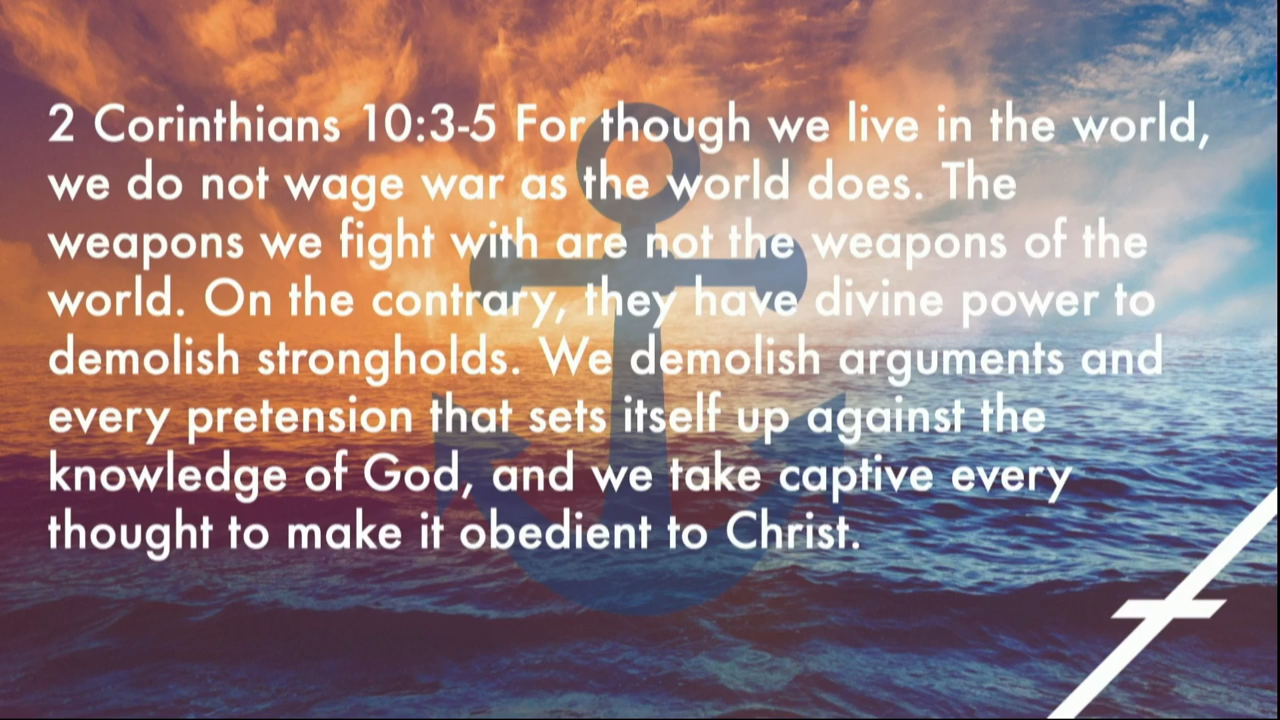 2 Corinthians 10:3-5 For though we live in the world,
we do not wage war as the world does. The
weapons we fight with are not the weapons of the
world. On the contrary, they have divine power to
demolish strongholds. We demolish arguments and
every pretension that sets itself up against the
knowledge of God, and we take captive every
thought to make it obedient to Christ.